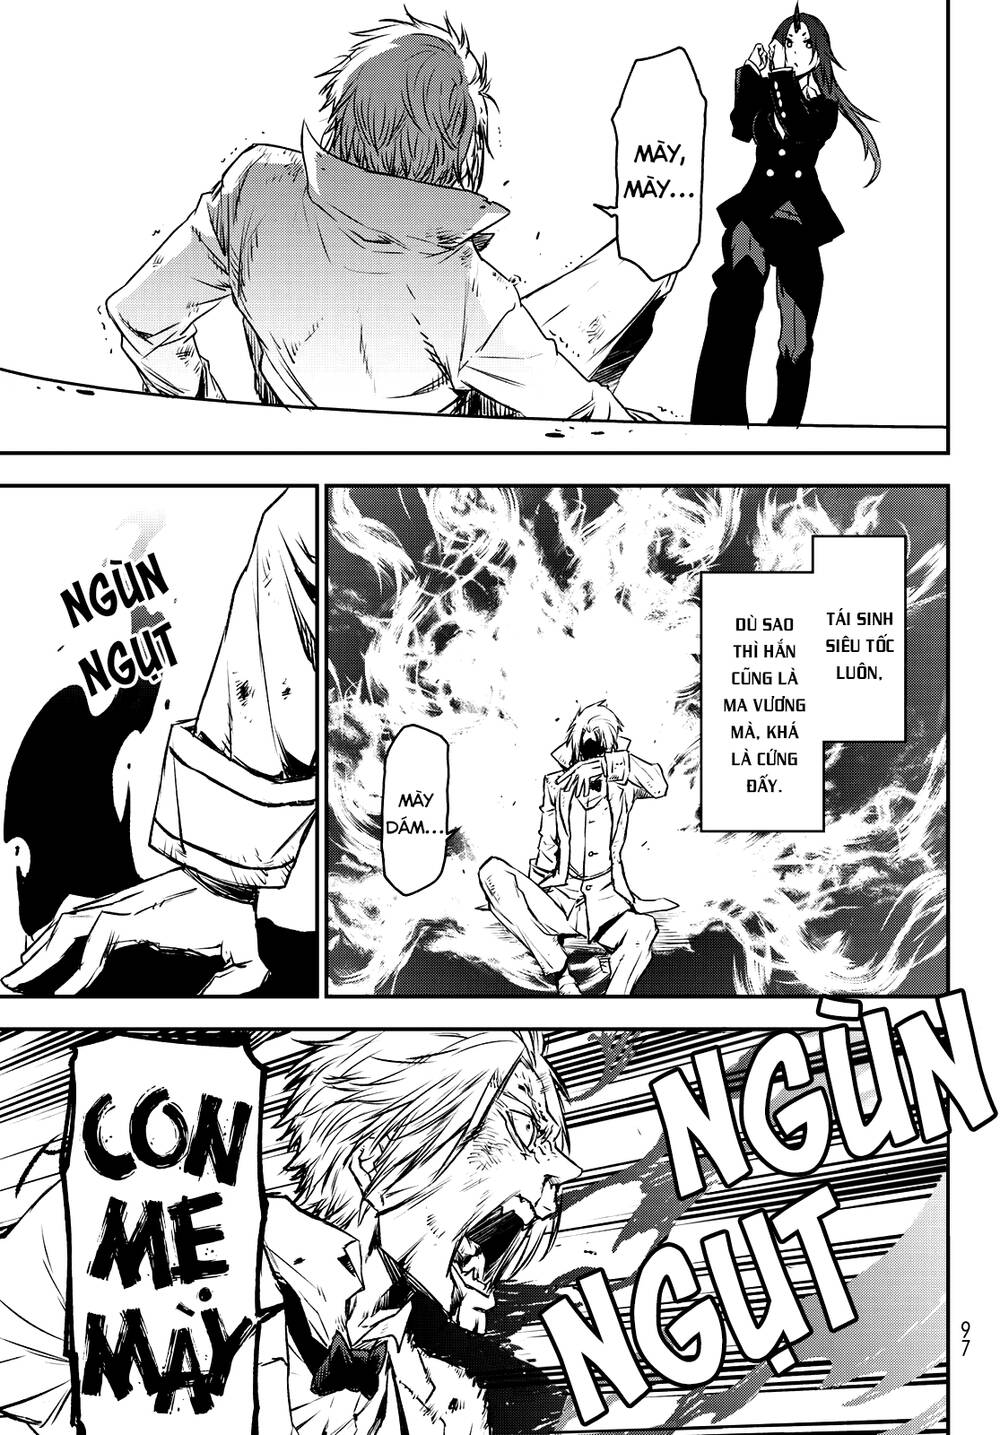 MÀY,
MÀY...
TÁI SINH
SIÊU TỐC
LUÔN.
DÙ SAO
THÌ HẮN
CŨNG LÀ
MA VƯƠNG
MÀ, KHÁ
LÀ CỨNG
ĐẤY.
MÀY
DÁM...
NGÙN
NGỤT
NGÙN
NGỤT
CON
MẸ
MÀY
97